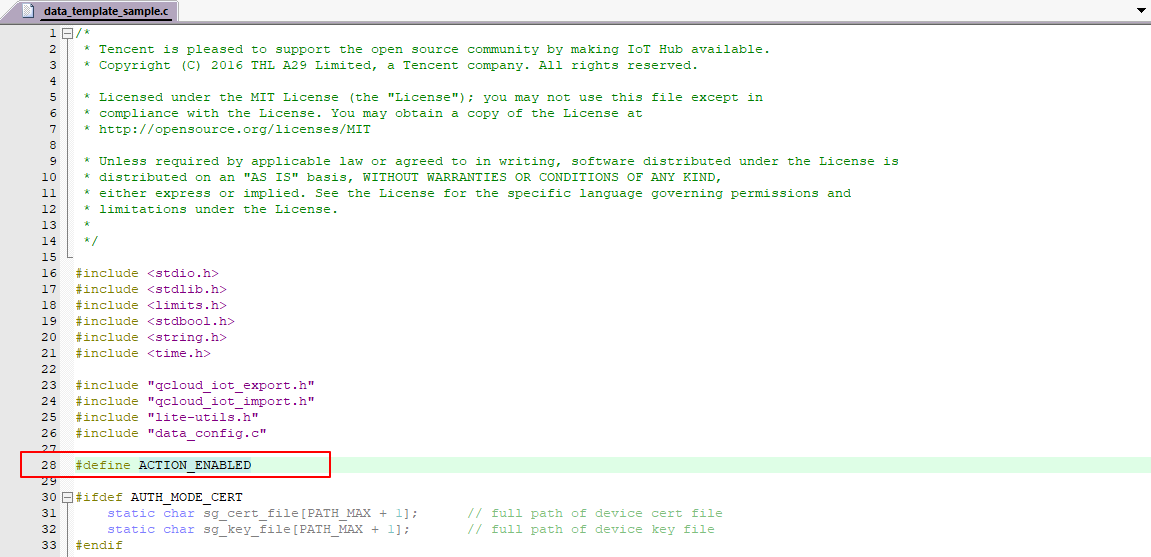 data_template_sample.c
1 /*
2 * Tencent is pleased to support the open source community by making IoT Hub available.
3 * Copyright (C) 2016 THL A29 Limited, a Tencent company. All rights reserved.
4
5 * Licensed under the MIT License (the "License"); you may not use this file except in
6 * compliance with the License. You may obtain a copy of the License at
7 * http://opensource.org/licenses/MIT
8
9 * Unless required by applicable law or agreed to in writing, software distributed under the License is
10 * distributed on an "AS IS" basis, WITHOUT WARRANTIES OR CONDITIONS OF ANY KIND,
11 * either express or implied. See the License for the specific language governing permissions and
12 * limitations under the License.
13 *
14 */
15
16 #include <stdio.h>
17 #include <stdlib.h>
18 #include <limits.h>
19 #include <stdbool.h>
20 #include <string.h>
21 #include <time.h>
22
23 #include "qcloud_iot_export.h"
24 #include "qcloud_iot_import.h"
25 #include "lite-utils.h"
26 #include "data_config.c"
27
28 #define ACTION_ENABLED
29
30 #ifdef AUTH_MODE_CERT
31 static char sg_cert_file[PATH_MAX + 1]; // full path of device cert file
32 static char sg_key_file[PATH_MAX + 1]; // full path of device key file
33 #endif